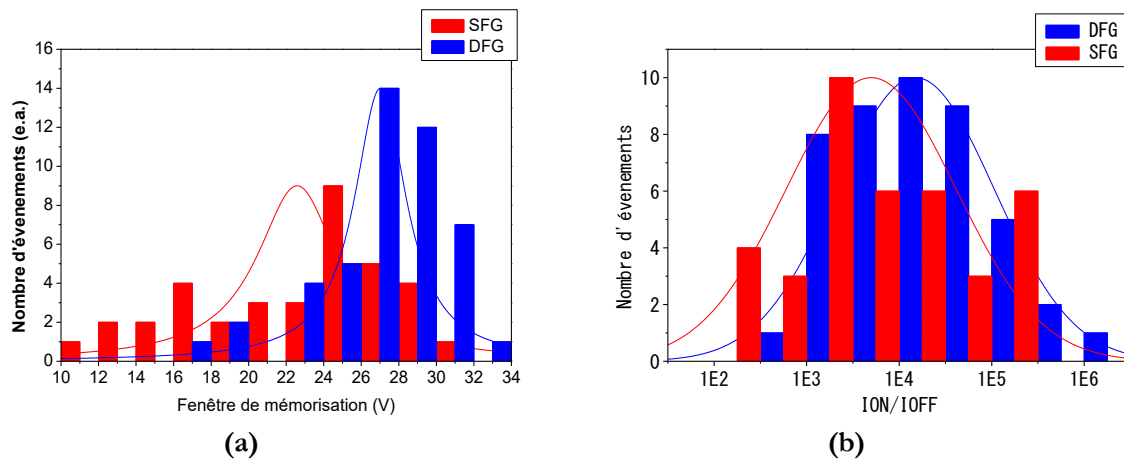 SFG
DFG
16
14
12
10
8
6
4
2
0
Nombre d'évenements (e.a.)
10 12 14 16 18 20 22 24 26 28 30 32 34
Fenêtre de mémorisation (V)
(a)
DFG
SFG
10
8
6
4
2
0
Nombre d' évenements
1E2 1E3 1E4 1E5 1E6
ION/IOFF
(b)